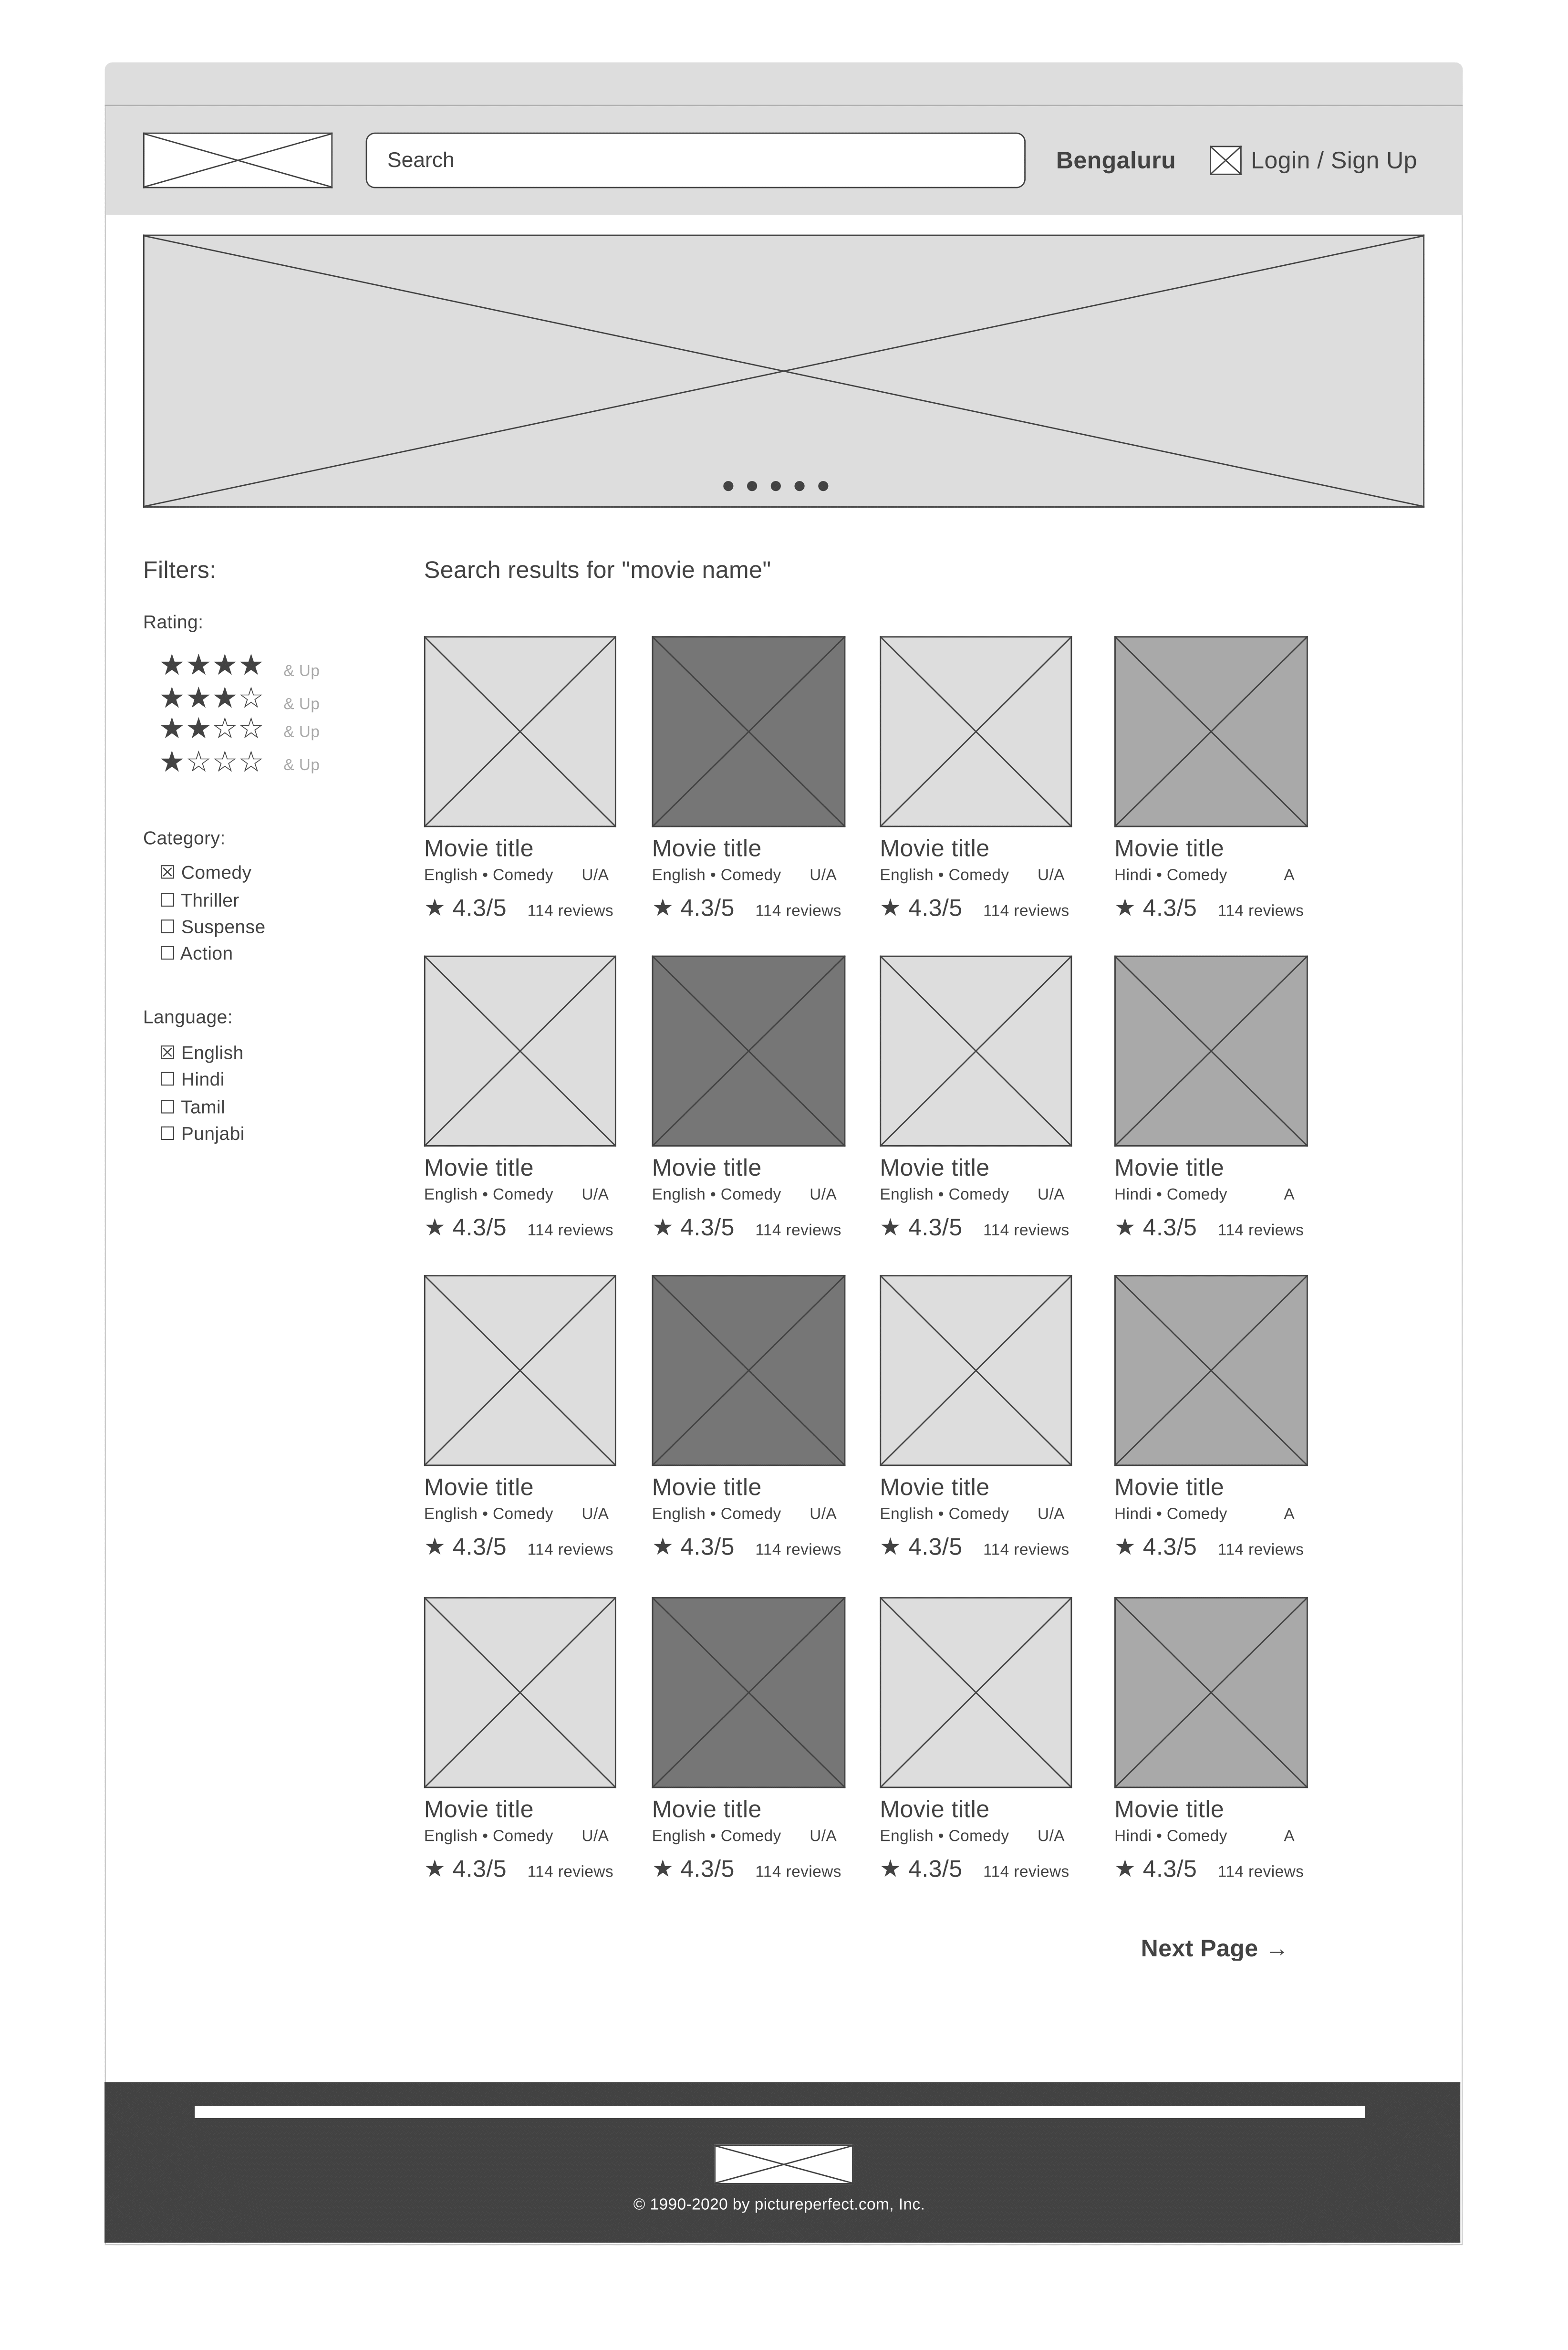 Search
Bengaluru
Login / Sign Up
Filters:
Rating:
★★★★ & Up
★★★☆ & Up
★★☆☆ & Up
★☆☆☆ & Up
Category:
☒ Comedy
☐ Thriller
☐ Suspense
☐ Action
Language:
☒ English
☐ Hindi
☐ Tamil
☐ Punjabi
Search results for "movie name"
Movie title Movie title Movie title Movie title
English • Comedy U/A English • Comedy U/A English • Comedy U/A Hindi • Comedy A
★ 4.3/5 114 reviews ★ 4.3/5 114 reviews ★ 4.3/5 114 reviews ★ 4.3/5 114 reviews
Movie title Movie title Movie title Movie title
English • Comedy U/A English • Comedy U/A English • Comedy U/A Hindi • Comedy A
★ 4.3/5 114 reviews ★ 4.3/5 114 reviews ★ 4.3/5 114 reviews ★ 4.3/5 114 reviews
Movie title Movie title Movie title Movie title
English • Comedy U/A English • Comedy U/A English • Comedy U/A Hindi • Comedy A
★ 4.3/5 114 reviews ★ 4.3/5 114 reviews ★ 4.3/5 114 reviews ★ 4.3/5 114 reviews
Movie title Movie title Movie title Movie title
English • Comedy U/A English • Comedy U/A English • Comedy U/A Hindi • Comedy A
★ 4.3/5 114 reviews ★ 4.3/5 114 reviews ★ 4.3/5 114 reviews ★ 4.3/5 114 reviews
Next Page →
© 1990-2020 by pictureperfect.com, Inc.